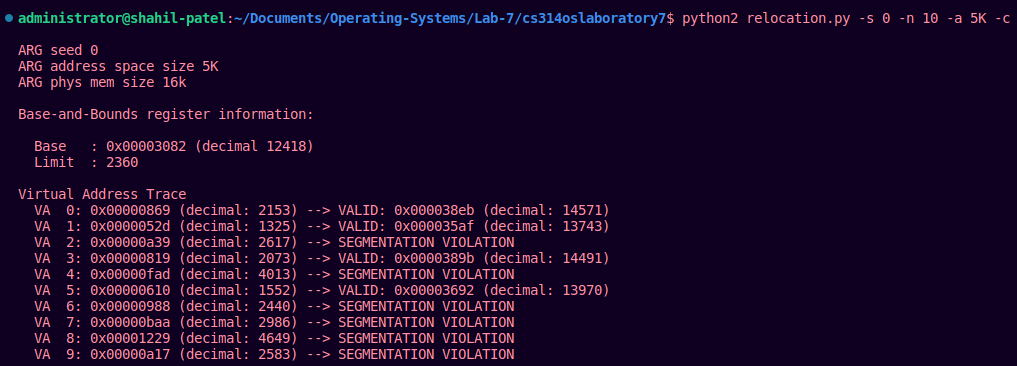 administrator@shahil-patel:~/Documents/Operating-Systems/Lab-7/cs314oslaboratory7$ python2 relocation.py -s 0 -n 10 -a 5K -c
ARG seed 0
ARG address space size 5K
ARG phys mem size 16k
Base-and-Bounds register information:
  Base   : 0x00003082 (decimal 12418)
  Limit  : 2360
Virtual Address Trace
  VA  0: 0x00000869 (decimal: 2153) --> VALID: 0x000038eb (decimal: 14571)
  VA  1: 0x0000052d (decimal: 1325) --> VALID: 0x000035af (decimal: 13743)
  VA  2: 0x00000a39 (decimal: 2617) --> SEGMENTATION VIOLATION
  VA  3: 0x00000819 (decimal: 2073) --> VALID: 0x0000389b (decimal: 14491)
  VA  4: 0x00000fad (decimal: 4013) --> SEGMENTATION VIOLATION
  VA  5: 0x00000610 (decimal: 1552) --> VALID: 0x00003692 (decimal: 13970)
  VA  6: 0x00000988 (decimal: 2440) --> SEGMENTATION VIOLATION
  VA  7: 0x00000baa (decimal: 2986) --> SEGMENTATION VIOLATION
  VA  8: 0x00001229 (decimal: 4649) --> SEGMENTATION VIOLATION
  VA  9: 0x00000a17 (decimal: 2583) --> SEGMENTATION VIOLATION